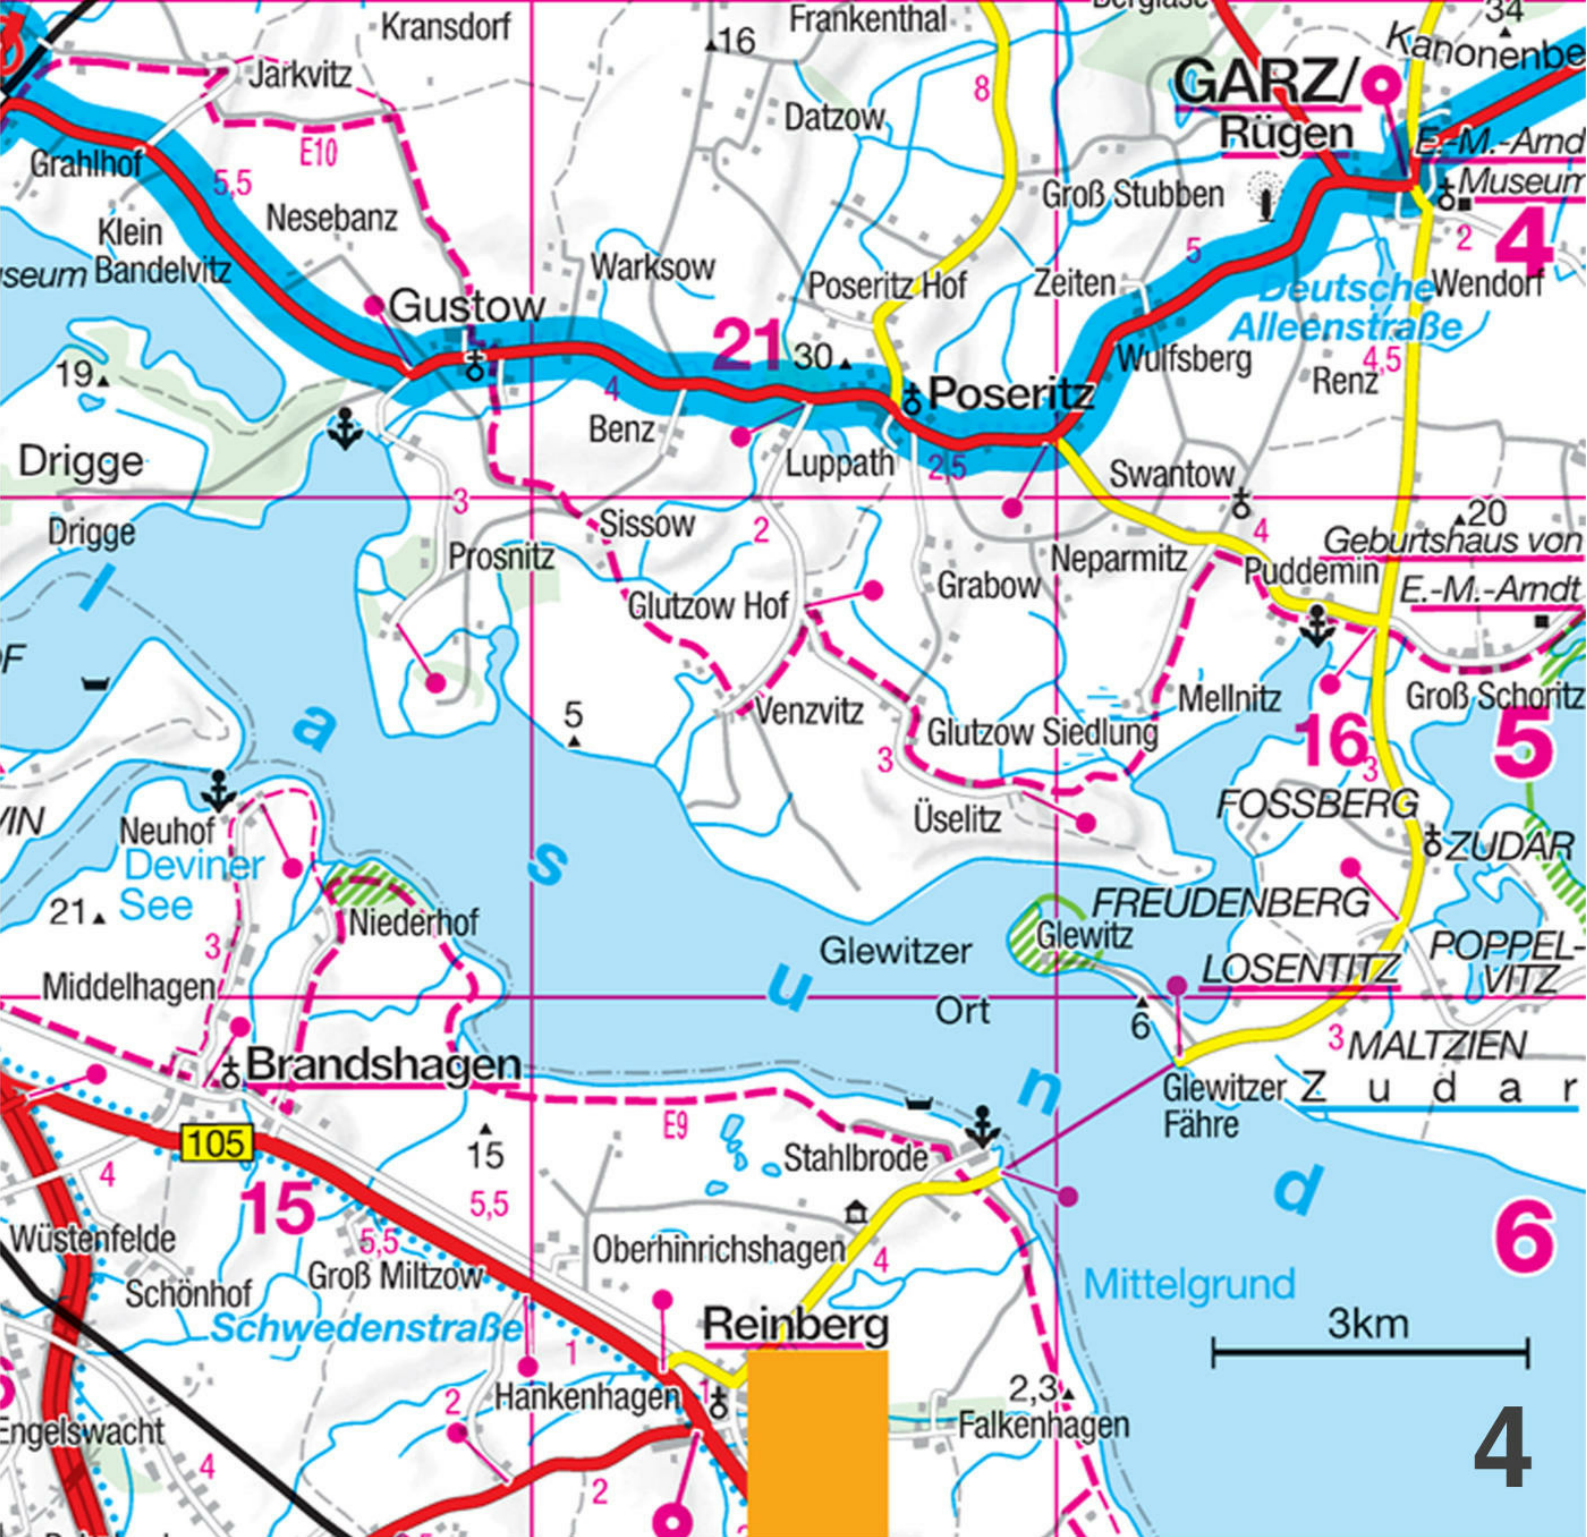 34
Kransdorf
Frankenthal
16
Kanonenbe
Jarkvitz
8
GARZ/
Rügen
Datzow
E10
E.-M.-Arnd
Museum
Grahlhof
5,5
Groß Stubben
Nesebanz
Klein
Bandelvitz
2
4
5
seum
Warksow
Poseritz Hof
Zeiten
Deutsche
Alleenstraße
Wendorf
Gustow
21
30
Wulfsberg
4,5
Renz
19
4
Poseritz
Benz
Drigge
Luppath
2,5
Swantow
3
Sissow
2
20
4
Geburtshaus von
E.-M.-Arndt
Drigge
Prosnitz
Neparmitz
Puddemin
Grabow
Glutzow Hof
l
Mellnitz
Groß Schoritz
5
Venzvitz
Glutzow Siedlung
a
16
5
3
3
FOSSBERG
VIN
Neuhof
Üselitz
ZUDAR
Deviner
See
s
21
Niederhof
FREUDENBERG
Glewitz
3
Glewitzer
Ort
LOSENTITZ
POPPEL-
VITZ
Middelhagen
u
6
3
MALTZIEN
Brandshagen
n
Glewitzer
Fähre
Zudar
E9
105
15
Stahlbrode
4
15
5,5
d
6
Wüstenfelde
5,5
Oberhinrichshagen
4
Groß Miltzow
Schönhof
Mittelgrund
Schwedenstraße
Reinberg
3km
1
Hankenhagen
1
2
2,3
Falkenhagen
Engelswacht
4
2
4